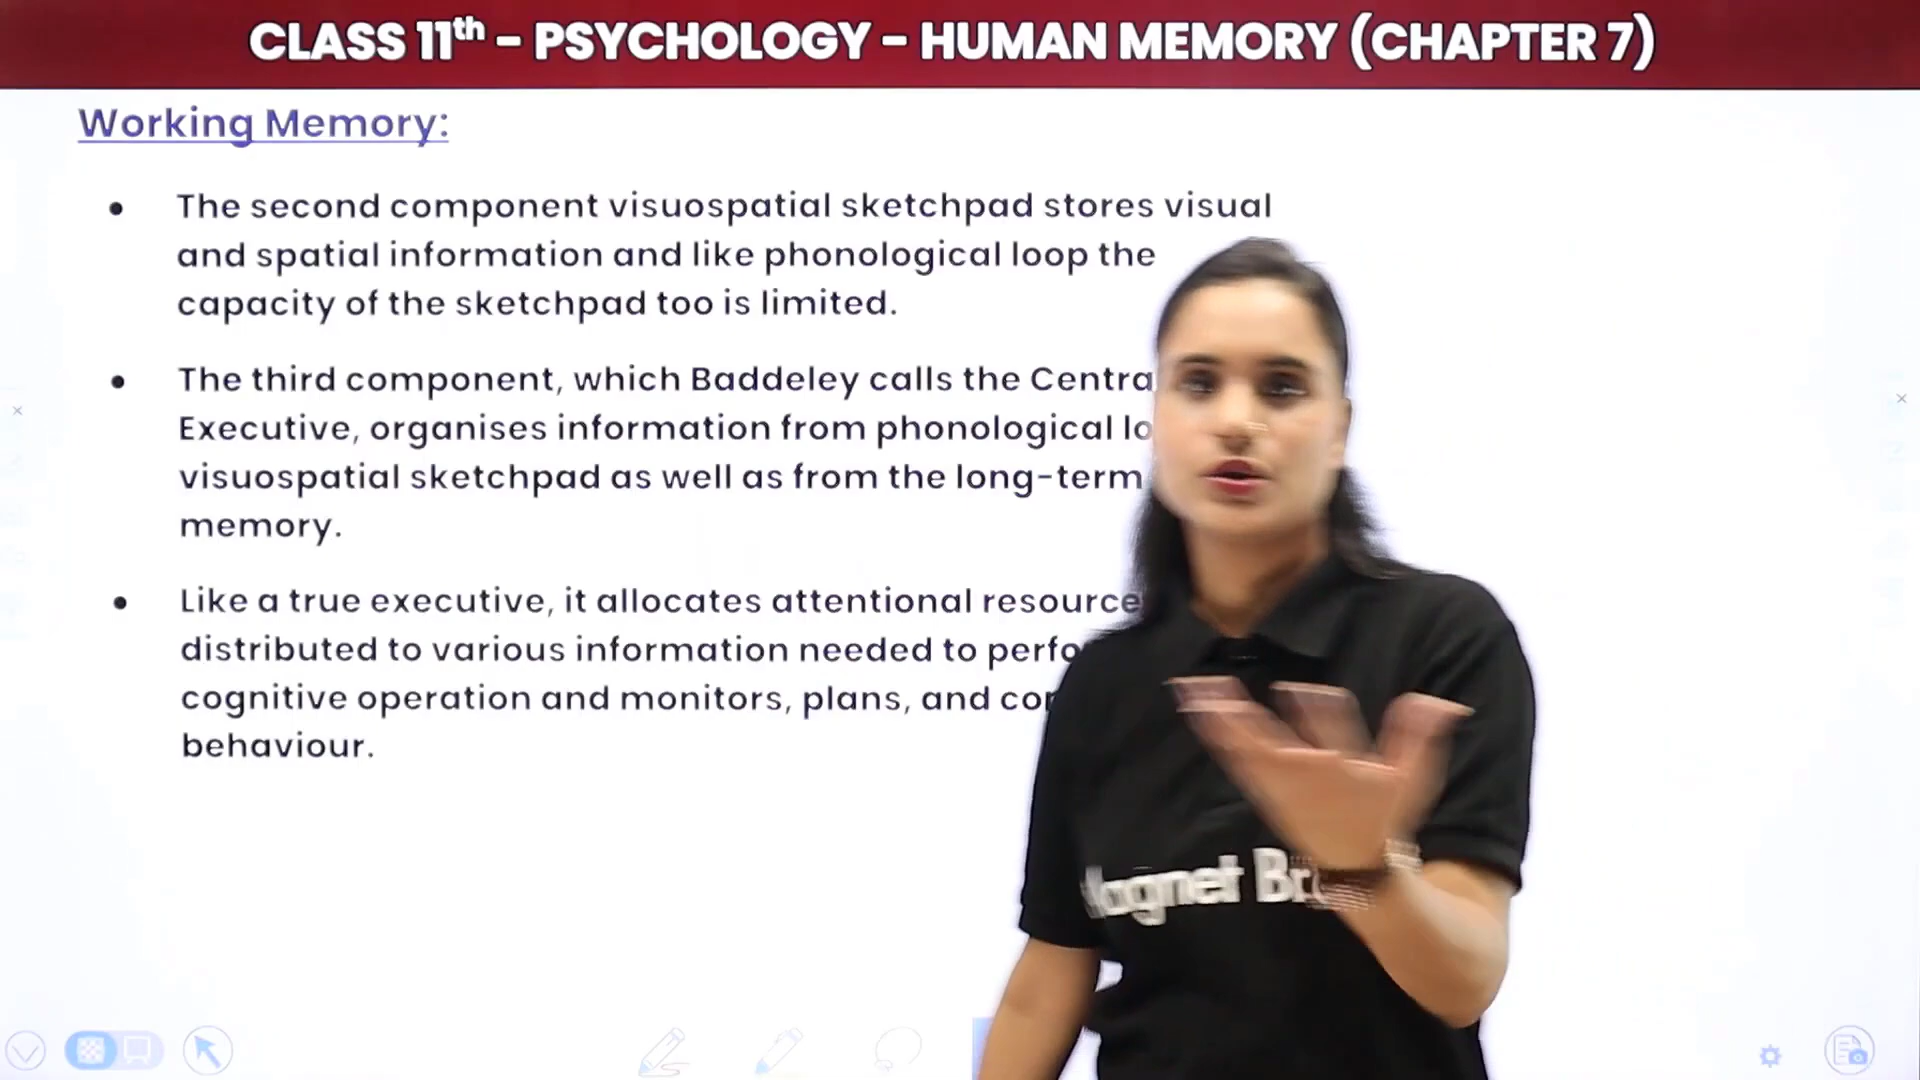 CLASS 11th - PSYCHOLOGY - HUMAN MEMORY (CHAPTER 7)
Working Memory:
• The second component visuospatial sketchpad stores visual
and spatial information and like phonological loop the
capacity of the sketchpad too is limited.
• The third component, which Baddeley calls the Centra
Executive, organises information from phonological lo
visuospatial sketchpad as well as from the long-term
memory.
• Like a true executive, it allocates attentional resource
distributed to various information needed to perfo
cognitive operation and monitors, plans, and co
behaviour.
Magnet Br